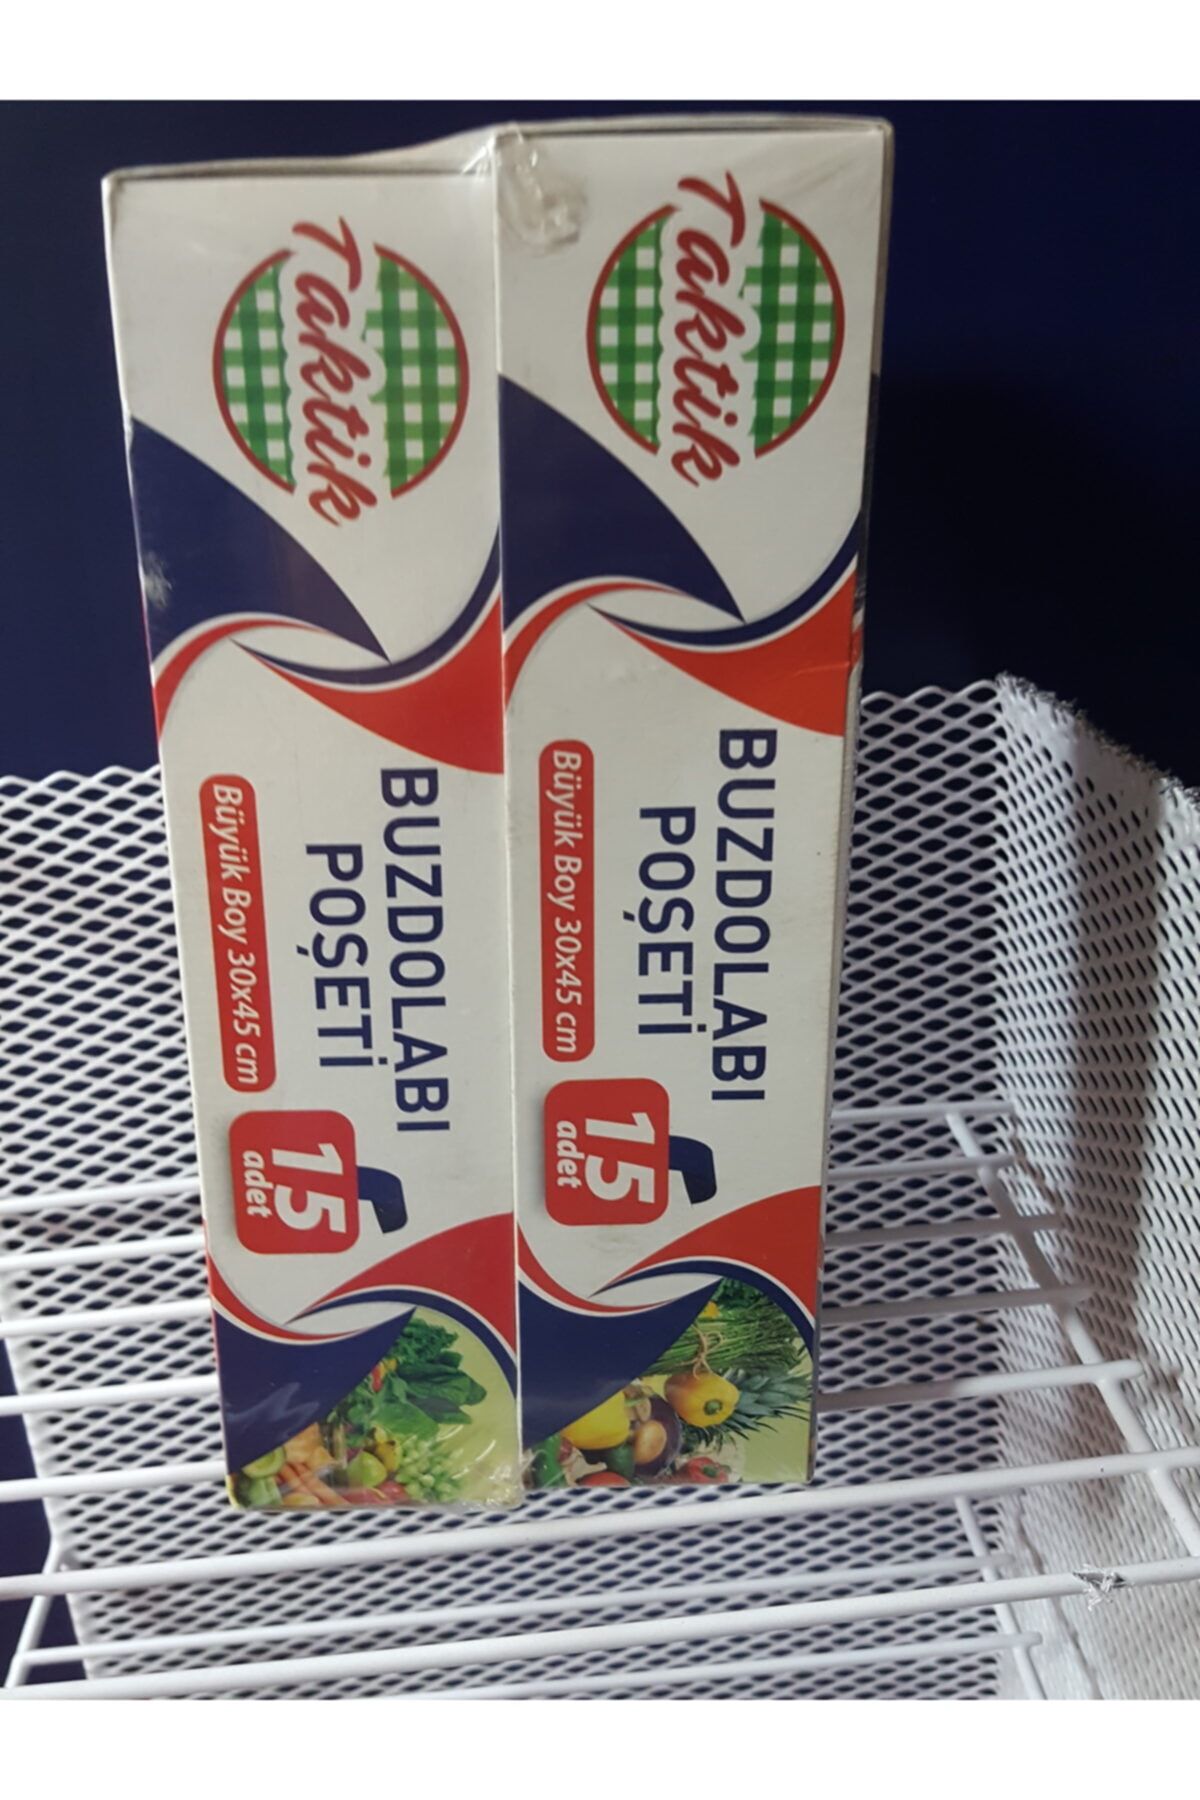 Taktik
BUZDOLABI
POŞETİ
Büyük Boy 30x45 cm
15
adet
Taktik
BUZDOLABI
POŞETİ
Büyük Boy 30x45 cm
15
adet